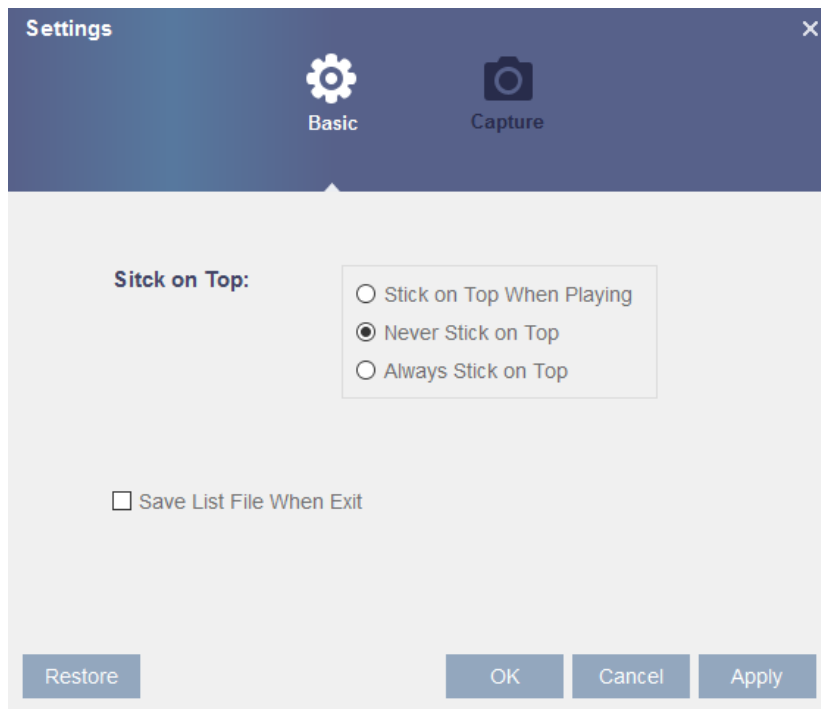 Settings
Basic
Capture
Sitck on Top:
Stick on Top When Playing
Never Stick on Top
Always Stick on Top
Save List File When Exit
Restore
OK
Cancel
Apply